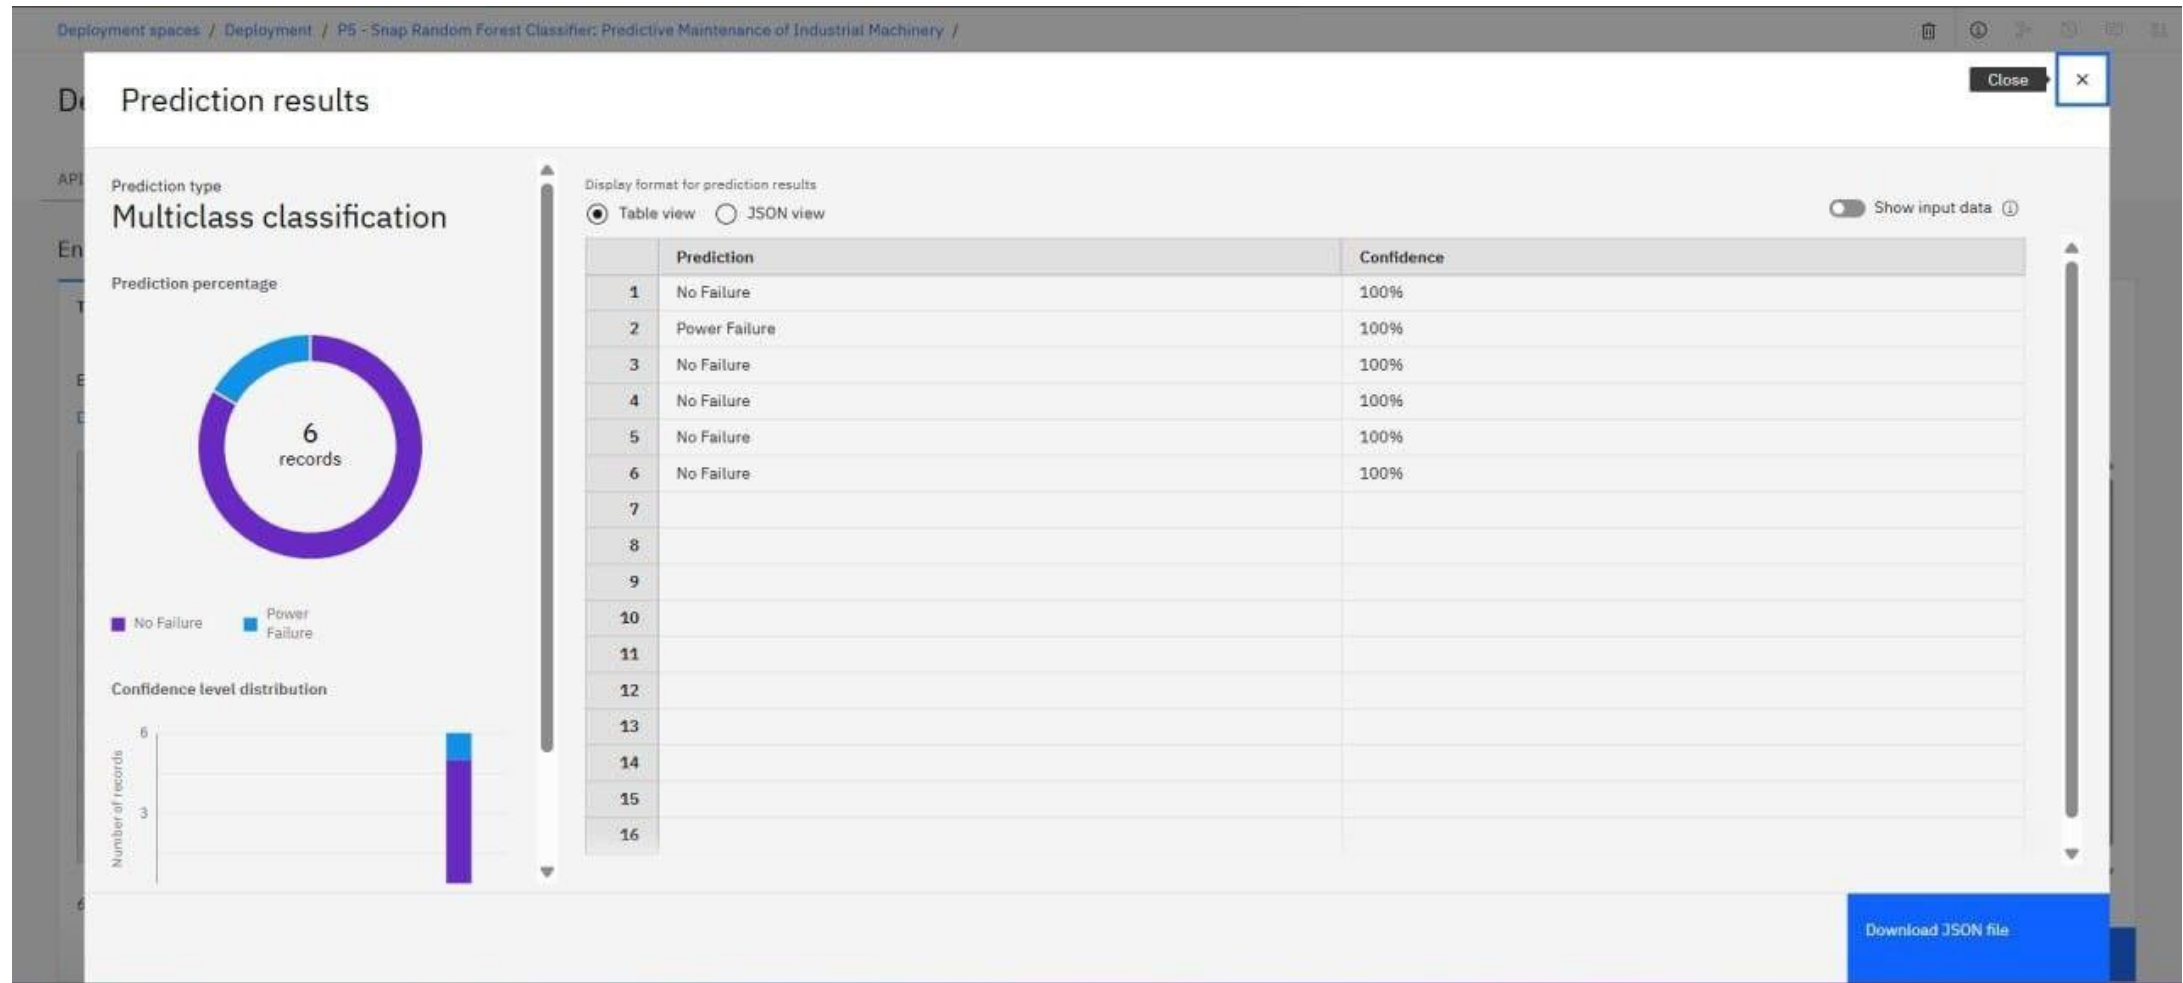 Deployment spaces / Deployment / P5 - Snap Random Forest Classifier: Predictive Maintenance of Industrial Machinery /
Close
Prediction results
API
En
Prediction type
Multiclass classification
Prediction percentage
6
records
No Failure
Power
Failure
Confidence level distribution
6
3
Number of records
Display format for prediction results
Table view
JSON view
Show input data
Prediction Confidence
1 No Failure 100%
2 Power Failure 100%
3 No Failure 100%
4 No Failure 100%
5 No Failure 100%
6 No Failure 100%
7
8
9
10
11
12
13
14
15
16
Download JSON file